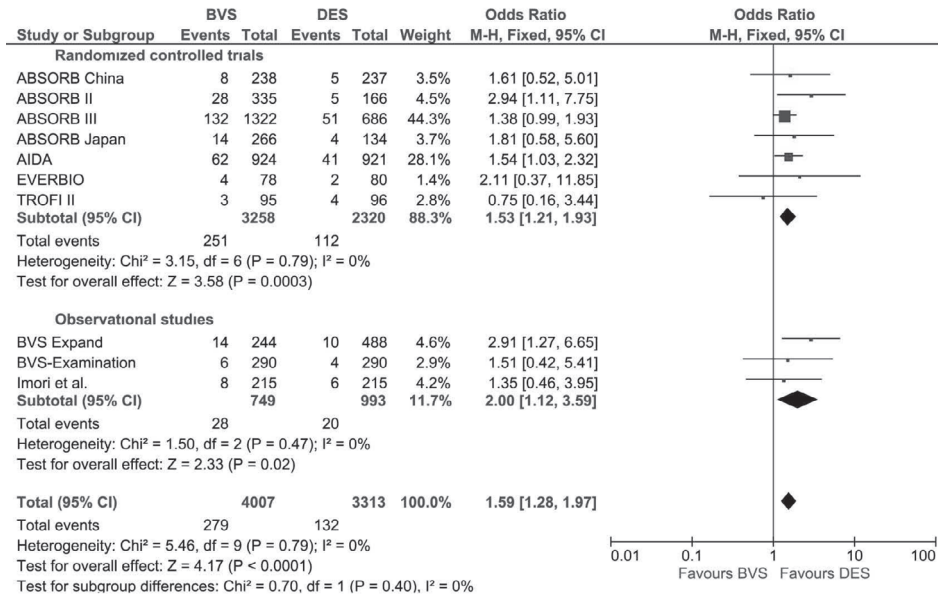 BVS DES Odds Ratio Odds Ratio
Study or Subgroup Events Total Events Total Weight M-H, Fixed, 95% CI M-H, Fixed, 95% CI
Randomized controlled trials
ABSORB China 8 238 5 237 3.5% 1.61 [0.52, 5.01]
ABSORB II 28 335 5 166 4.5% 2.94 [1.11, 7.75]
ABSORB III 132 1322 51 686 44.3% 1.38 [0.99, 1.93]
ABSORB Japan 14 266 4 134 4.8% 1.81 [0.58, 5.60]
AIDA 62 924 41 921 28.1% 1.54 [1.03, 2.32]
EVERBIO 4 78 2 80 1.4% 2.11 [0.37, 11.85]
TROFI II 3 95 4 96 2.8% 0.75 [0.16, 3.44]
Subtotal (95% CI) 3258 2320 88.3% 1.53 [1.21, 1.93]
Total events 251 112
Heterogeneity: Chi² = 3.15, df = 6 (P = 0.79); I² = 0%
Test for overall effect: Z = 3.58 (P = 0.0003)
Observational studies
BVS Expand 14 244 10 488 4.6% 2.91 [1.27, 6.65]
BVS-Examination 6 290 4 290 2.9% 1.51 [0.42, 5.41]
Imori et al. 8 215 6 215 4.2% 1.35 [0.46, 3.95]
Subtotal (95% CI) 749 993 11.7% 2.00 [1.12, 3.59]
Total events 28 20
Heterogeneity: Chi² = 1.50, df = 2 (P = 0.47); I² = 0%
Test for overall effect: Z = 2.33 (P = 0.02)
Total (95% CI) 4007 3313 100.0% 1.59 [1.28, 1.97]
Total events 279 132
Heterogeneity: Chi² = 5.46, df = 9 (P = 0.79); I² = 0%
Test for overall effect: Z = 4.17 (P < 0.0001)
Test for subgroup differences: Chi² = 0.70, df = 1 (P = 0.40), I² = 0%
0.01 0.1 1 10 100
Favours BVS Favours DES